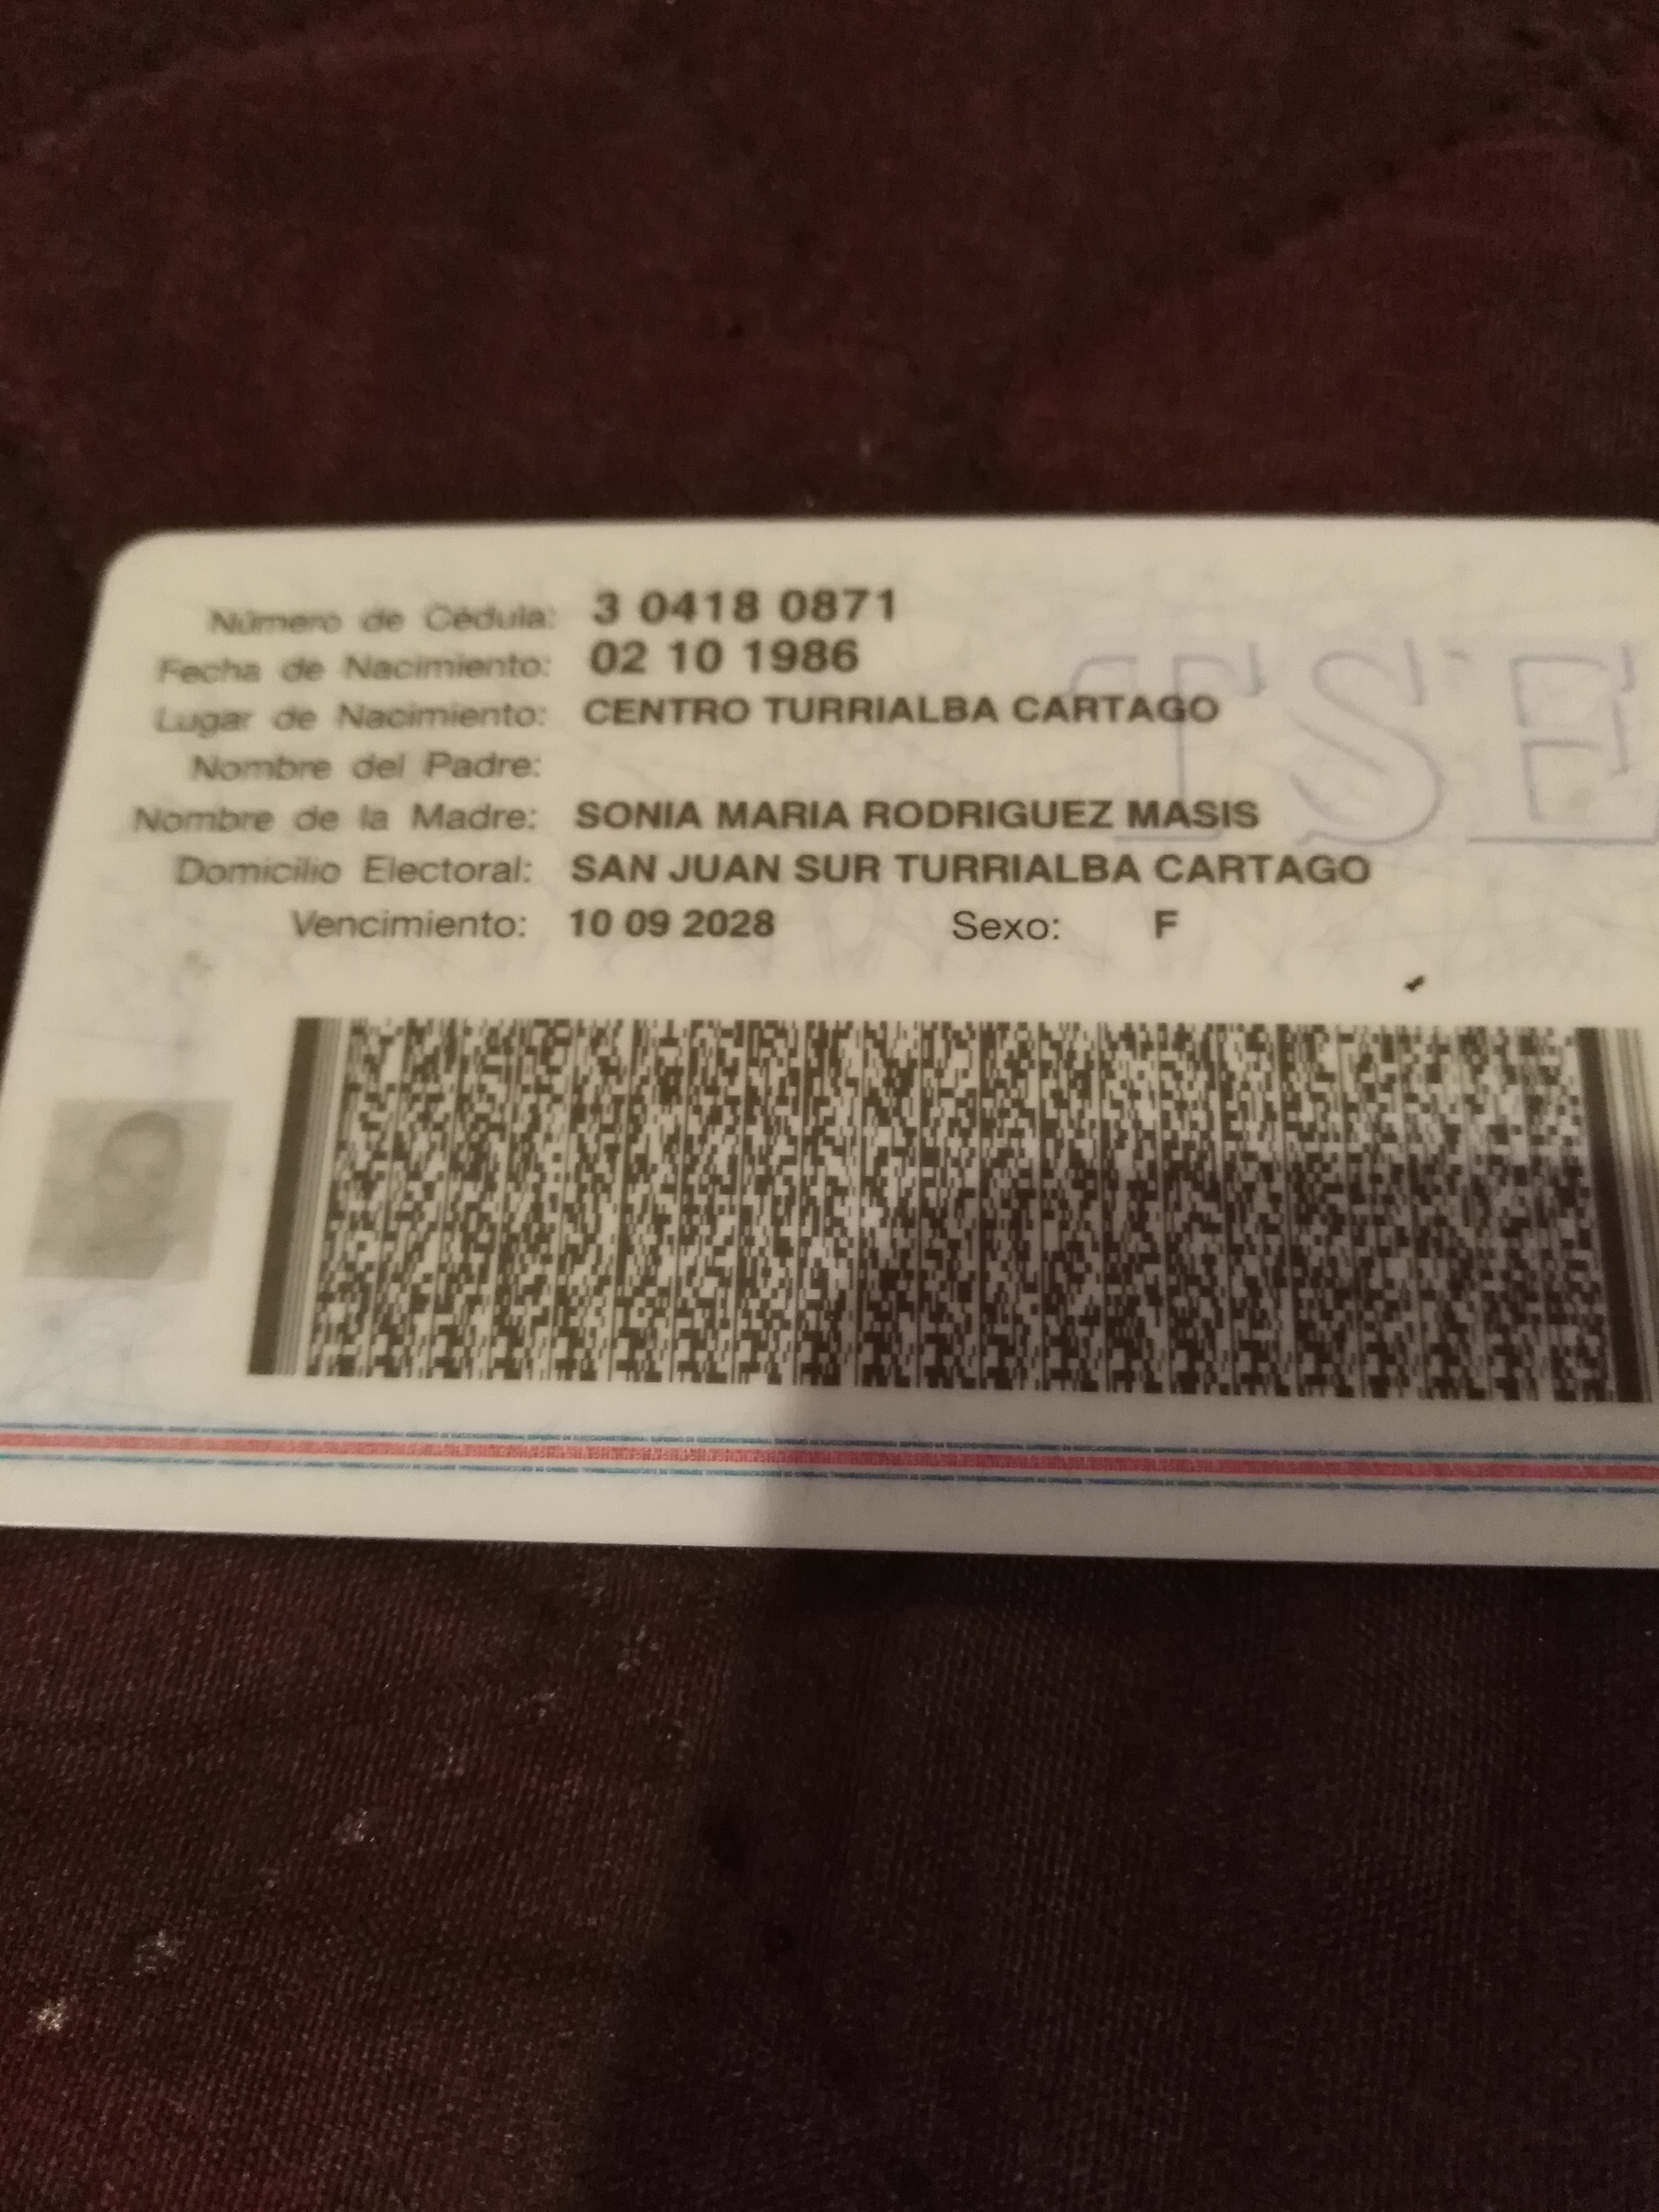 Número de Cédula: 3 0418 0871
Fecha de Nacimiento: 02 10 1986
Lugar de Nacimiento: CENTRO TURRIALBA CARTAGO
Nombre del Padre:
Nombre de la Madre: SONIA MARIA RODRIGUEZ MASIS
Domicilio Electoral: SAN JUAN SUR TURRIALBA CARTAGO
Vencimiento: 10 09 2028 Sexo: F
TSE